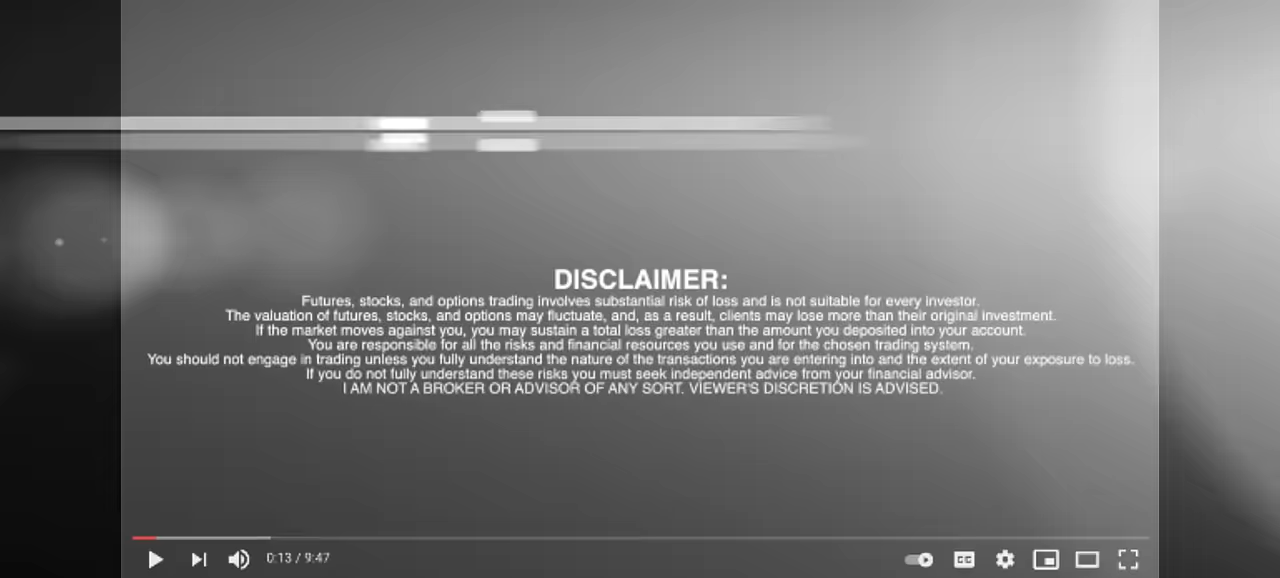 DISCLAIMER:
Futures, stocks, and options trading involves substantial risk of loss and is not suitable for every investor.
The valuation of futures, stocks, and options may fluctuate, and, as a result, clients may lose more than their original investment.
If the market moves against you, you may sustain a total loss greater than the amount you deposited into your account.
You are responsible for all the risks and financial resources you use and for the chosen trading system.
You should not engage in trading unless you fully understand the nature of the transactions you are entering into and the extent of your exposure to loss.
If you do not fully understand these risks you must seek independent advice from your financial advisor.
I AM NOT A BROKER OR ADVISOR OF ANY SORT. VIEWER'S DISCRETION IS ADVISED.
0:13 / 9:47
CC